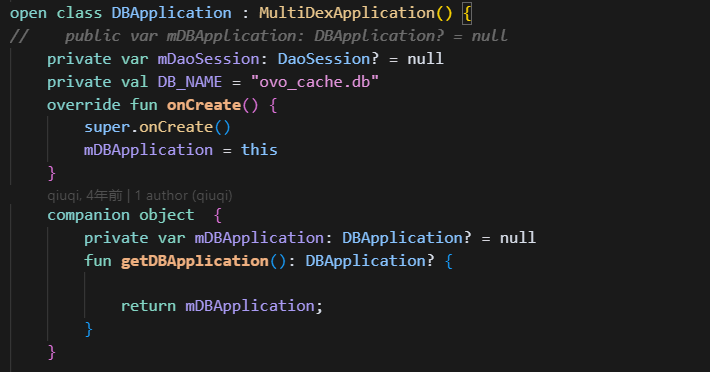 open class DBApplication : MultiDexApplication() {
//    public var mDBApplication: DBApplication? = null
    private var mDaoSession: DaoSession? = null
    private val DB_NAME = "ovo_cache.db"
    override fun onCreate() {
        super.onCreate()
        mDBApplication = this
    }
    qiuqi, 4年前 | 1 author (qiuqi)
    companion object  {
        private var mDBApplication: DBApplication? = null
        fun getDBApplication(): DBApplication? {
            return mDBApplication;
        }
    }